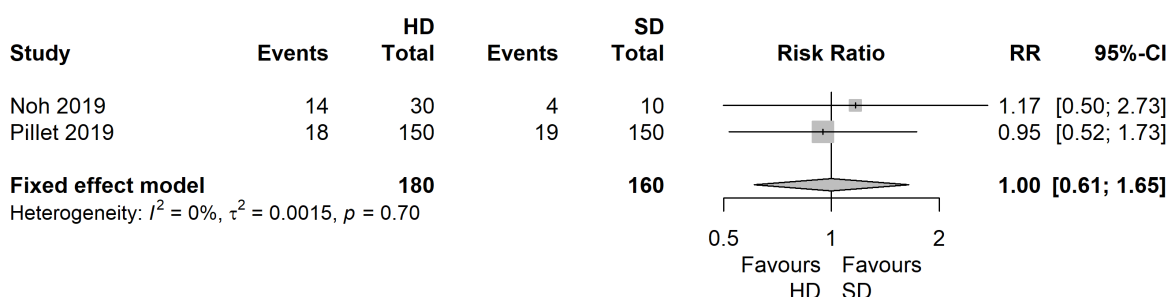 HD SD
Study Events Total Events Total Risk Ratio RR 95%-CI
Noh 2019 14 30 4 10 1.17 [0.50; 2.73]
Pillet 2019 18 150 19 150 0.95 [0.52; 1.73]
Fixed effect model 180 160 1.00 [0.61; 1.65]
Heterogeneity: I² = 0%, τ² = 0.0015, p = 0.70
0.5 1 2
Favours Favours
HD SD